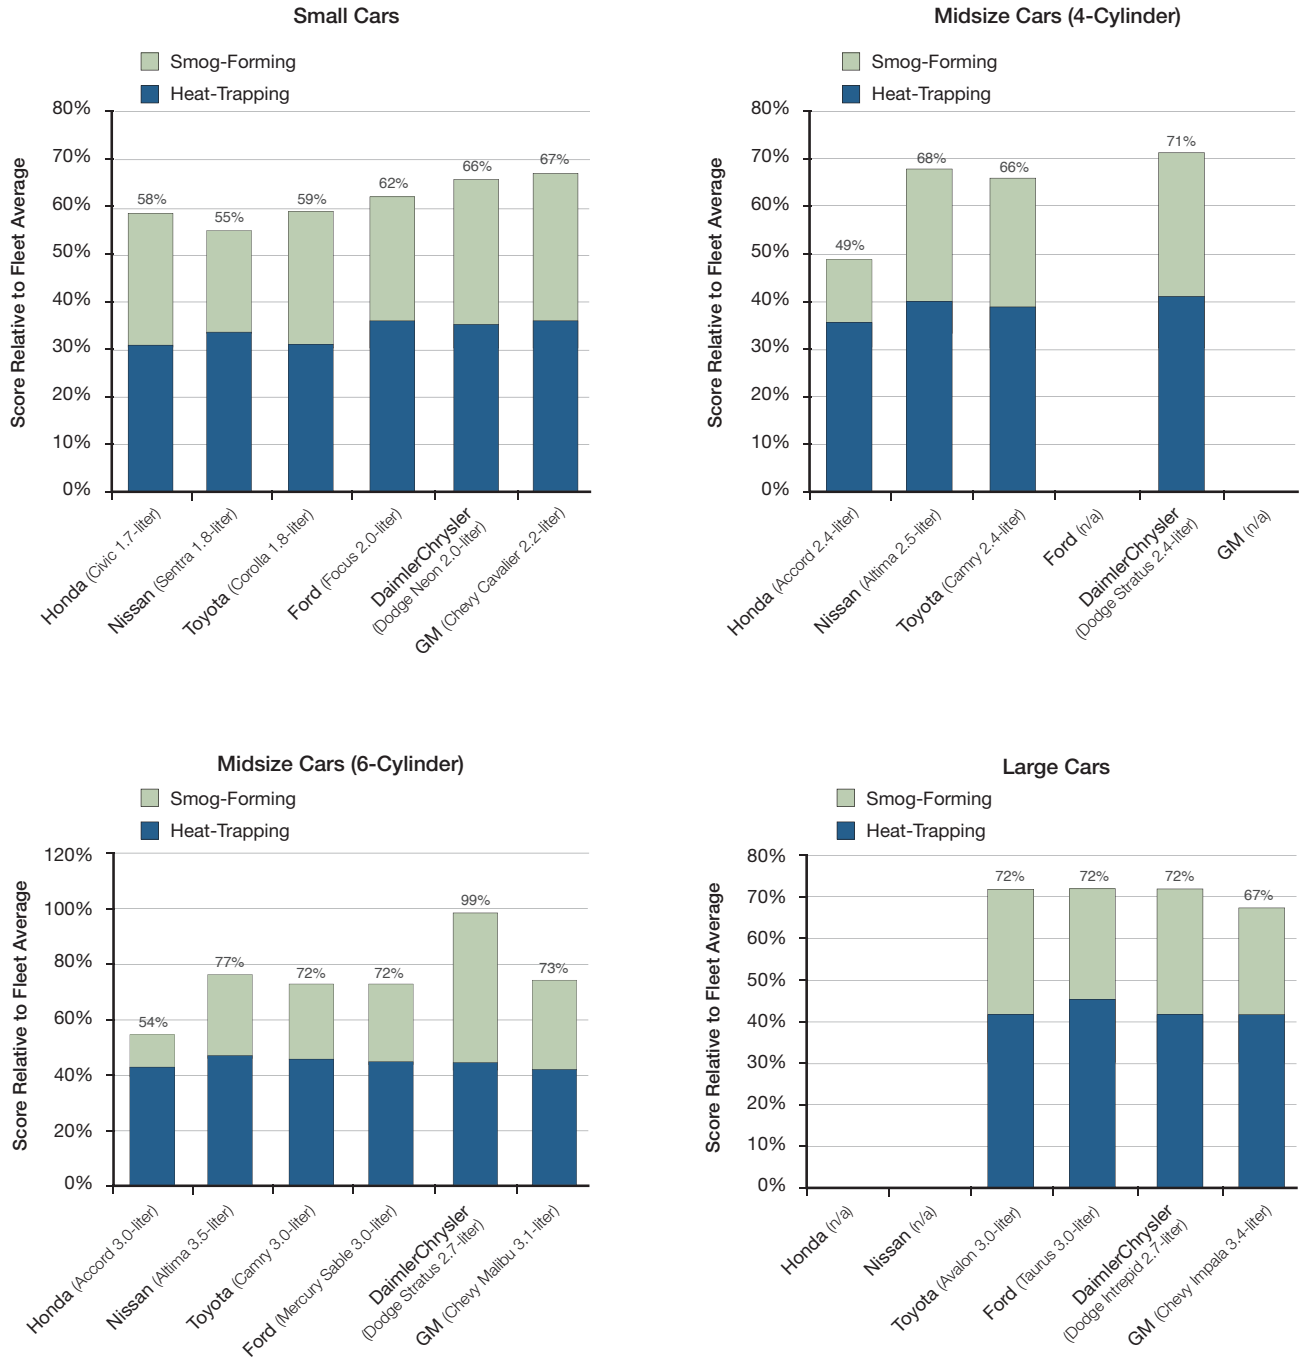 Small Cars
Smog-Forming
Heat-Trapping
Score Relative to Fleet Average
80%
70%
60%
50%
40%
30%
20%
10%
0%
58%
55%
59%
62%
66%
67%
Honda (Civic 1.7-liter)
Nissan (Sentra 1.8-liter)
Toyota (Corolla 1.8-liter)
Ford (Focus 2.0-liter)
DaimlerChrysler
(Dodge Neon 2.0-liter)
GM (Chevy Cavalier 2.2-liter)
Midsize Cars (4-Cylinder)
Smog-Forming
Heat-Trapping
Score Relative to Fleet Average
80%
70%
60%
50%
40%
30%
20%
10%
0%
49%
68%
66%
71%
Honda (Accord 2.4-liter)
Nissan (Altima 2.5-liter)
Toyota (Camry 2.4-liter)
Ford (n/a)
DaimlerChrysler
(Dodge Stratus 2.4-liter)
GM (n/a)
Midsize Cars (6-Cylinder)
Smog-Forming
Heat-Trapping
Score Relative to Fleet Average
120%
100%
80%
60%
40%
20%
0%
54%
77%
72%
72%
99%
73%
Honda (Accord 3.0-liter)
Nissan (Altima 3.5-liter)
Toyota (Camry 3.0-liter)
Ford (Mercury Sable 3.0-liter)
DaimlerChrysler
(Dodge Stratus 2.7-liter)
GM (Chevy Malibu 3.1-liter)
Large Cars
Smog-Forming
Heat-Trapping
Score Relative to Fleet Average
80%
70%
60%
50%
40%
30%
20%
10%
0%
72%
72%
72%
67%
Honda (n/a)
Nissan (n/a)
Toyota (Avalon 3.0-liter)
Ford (Taurus 3.0-liter)
DaimlerChrysler
(Dodge Intrepid 2.7-liter)
GM (Chevy Impala 3.4-liter)